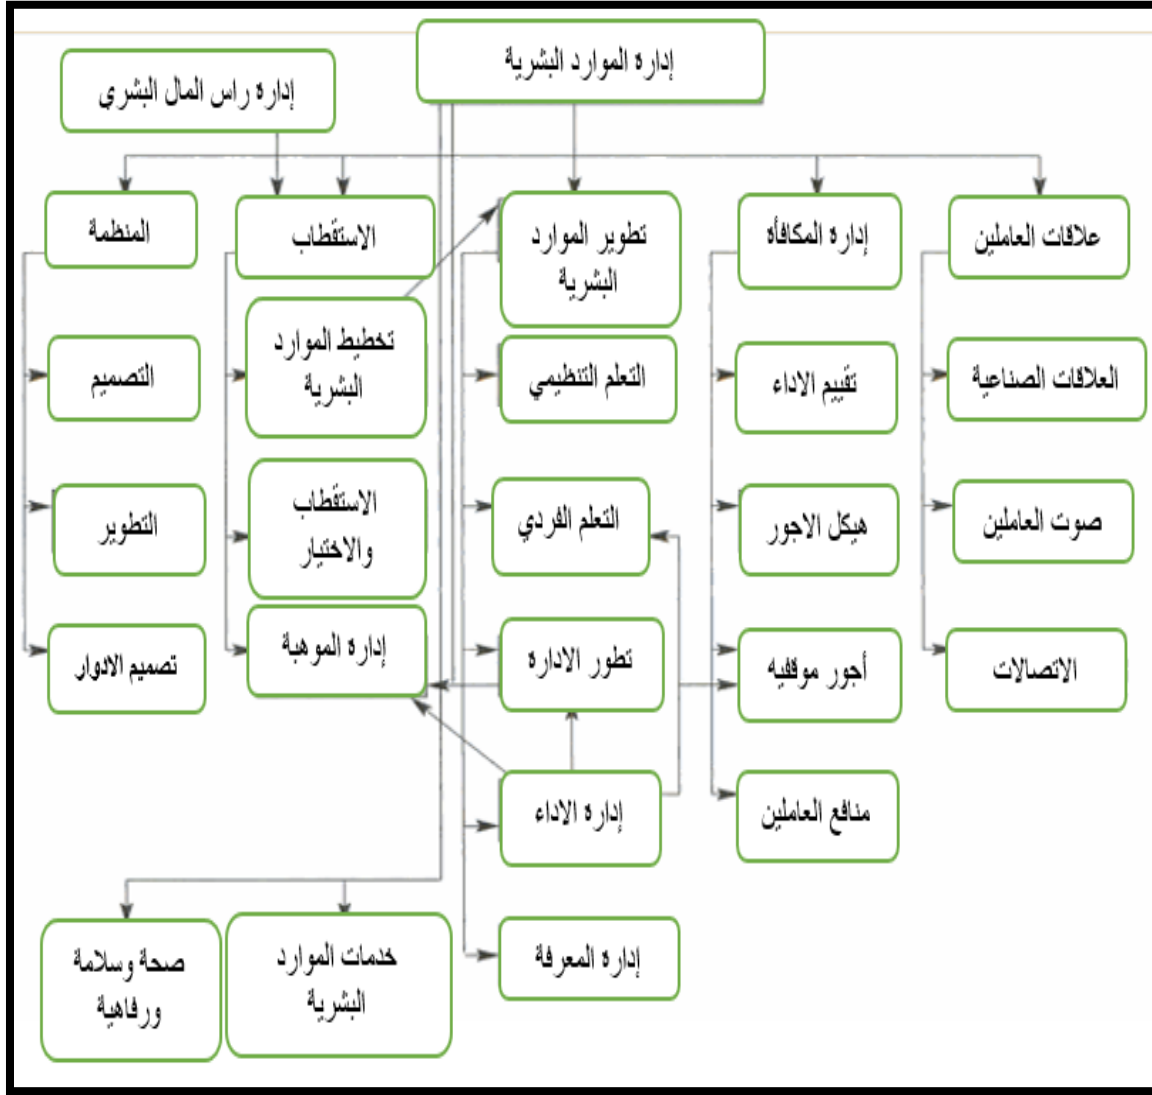 إدارة الموارد البشرية
إدارة راس المال البشري
علاقات العاملين
إدارة المكافأة
تطوير الموارد
البشرية
الاستقطاب
المنظمة
العلاقات الصناعية
تقييم الاداء
التعلم التنظيمي
تخطيط الموارد
البشرية
التصميم
صوت العاملين
هيكل الاجور
التعلم الفردي
الاستقطاب
والاختيار
التطوير
الاتصالات
أجور موقفيه
تطور الادارة
إدارة الموهبة
تصميم الادوار
منافع العاملين
إدارة الاداء
إدارة المعرفة
خدمات الموارد
البشرية
صحة وسلامة
ورفاهية